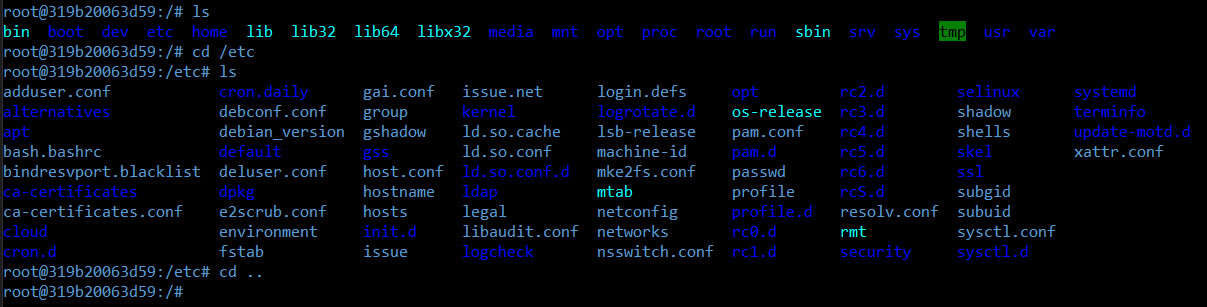 root@319b20063d59:/# ls
bin boot dev etc home lib lib32 lib64 libx32 media mnt opt proc root run sbin srv sys tmp usr var
root@319b20063d59:/# cd /etc
root@319b20063d59:/etc# ls
adduser.conf cron.daily gai.conf issue.net login.defs opt rc2.d selinux systemd
alternatives debconf.conf group kernel logrotate.d os-release rc3.d shadow terminfo
apt debian_version gshadow ld.so.cache lsb-release pam.conf rc4.d shells update-motd.d
bash.bashrc default gss ld.so.conf machine-id pam.d rc5.d skel xattr.conf
bindresvport.blacklist deluser.conf host.conf ld.so.conf.d mke2fs.conf passwd rc6.d ssl
ca-certificates dpkg hostname ldap mtab profile rcS.d subgid
ca-certificates.conf e2scrub.conf hosts legal netconfig profile.d resolv.conf subuid
cloud environment init.d libaudit.conf networks rc0.d rmt sysctl.conf
cron.d fstab issue logcheck nsswitch.conf rc1.d security sysctl.d
root@319b20063d59:/etc# cd ..
root@319b20063d59:/#